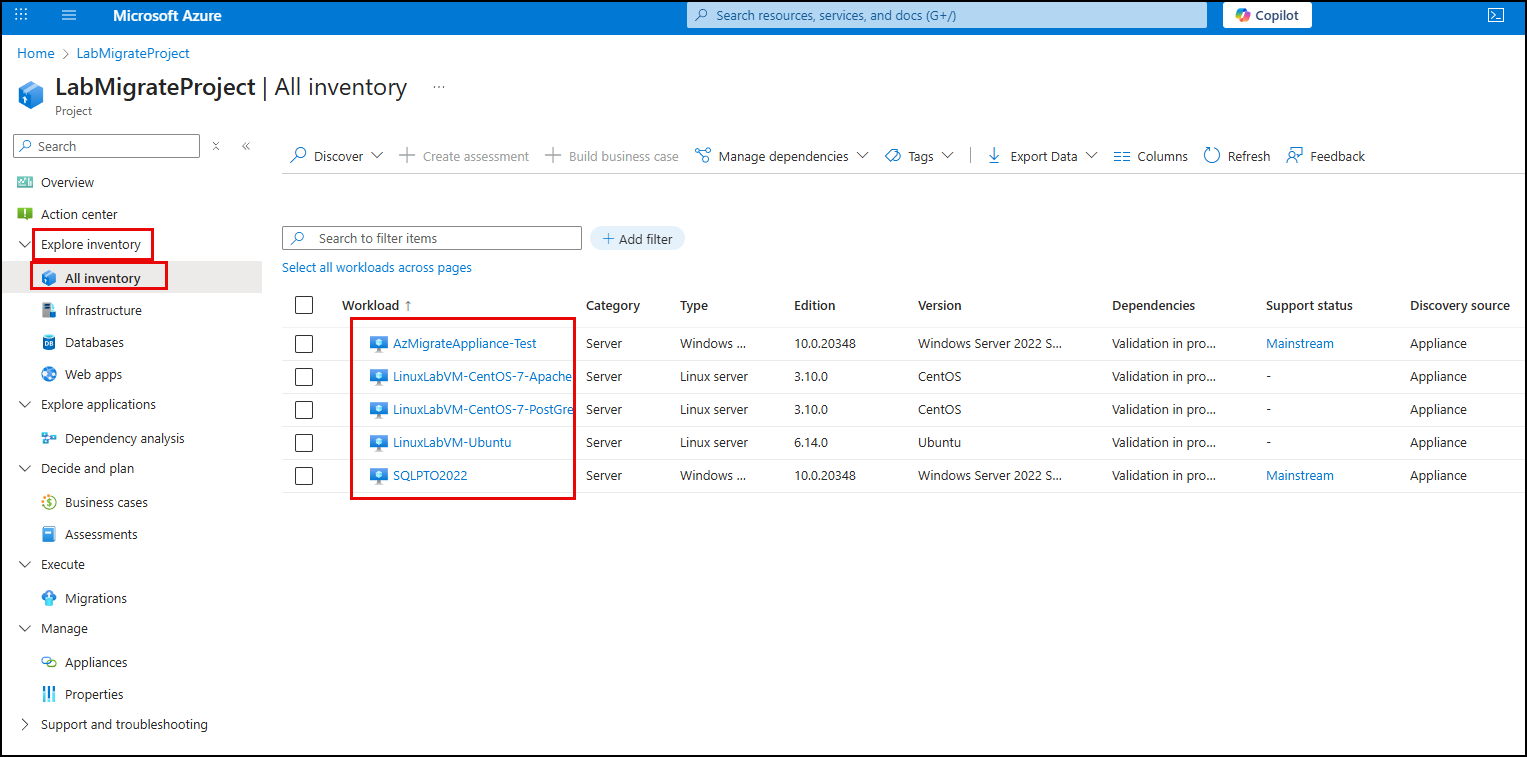 Microsoft Azure
Search resources, services, and docs (G+/)
Copilot
Home > LabMigrateProject
LabMigrateProject | All inventory ...
Project
Search
Overview
Action center
Explore inventory
All inventory
Infrastructure
Databases
Web apps
Explore applications
Dependency analysis
Decide and plan
Business cases
Assessments
Execute
Migrations
Manage
Appliances
Properties
Support and troubleshooting
Discover Create assessment Build business case Manage dependencies Tags Export Data Columns Refresh Feedback
Search to filter items
Add filter
Select all workloads across pages
Workload ↑ Category Type Edition Version Dependencies Support status Discovery source
AzMigrateAppliance-Test Server Windows ... 10.0.20348 Windows Server 2022 S... Validation in pro... Mainstream Appliance
LinuxLabVM-CentOS-7-Apache Server Linux server 3.10.0 CentOS Validation in pro... - Appliance
LinuxLabVM-CentOS-7-PostGre Server Linux server 3.10.0 CentOS Validation in pro... - Appliance
LinuxLabVM-Ubuntu Server Linux server 6.14.0 Ubuntu Validation in pro... - Appliance
SQLPTO2022 Server Windows ... 10.0.20348 Windows Server 2022 S... Validation in pro... Mainstream Appliance